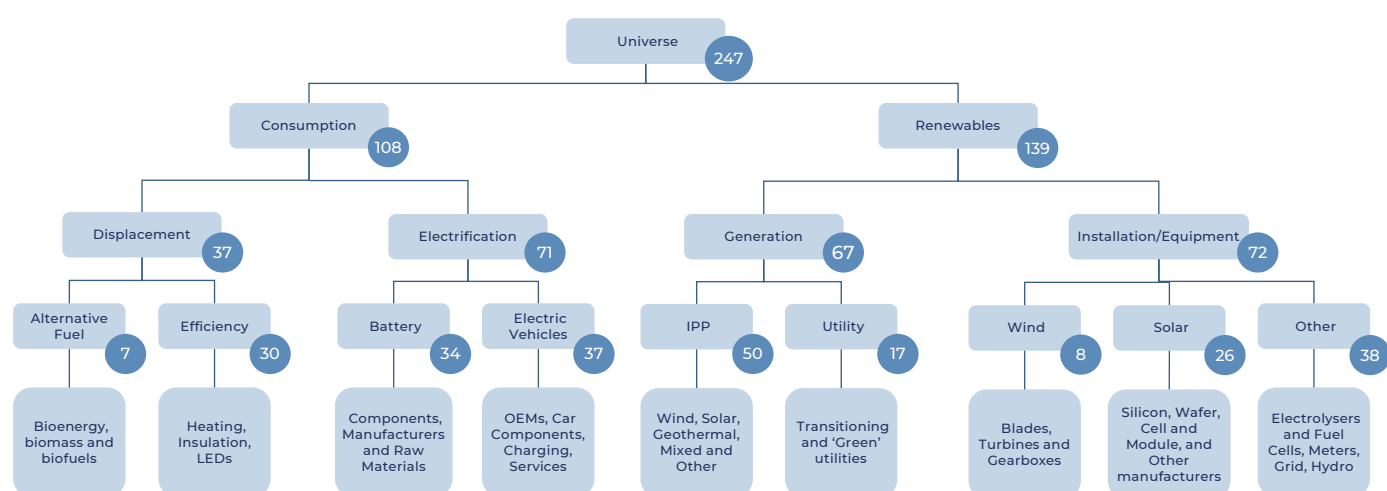 Universe
247
Consumption
108
Renewables
139
Displacement
37
Electrification
71
Generation
67
Installation/Equipment
72
Alternative
Fuel
7
Efficiency
30
Battery
34
Electric
Vehicles
37
IPP
50
Utility
17
Wind
8
Solar
26
Other
38
Bioenergy,
biomass and
biofuels
Heating,
Insulation,
LEDs
Components,
Manufacturers
and Raw
Materials
OEMs, Car
Components,
Charging,
Services
Wind, Solar,
Geothermal,
Mixed and
Other
Transitioning
and ‘Green’
utilities
Blades,
Turbines and
Gearboxes
Silicon, Wafer,
Cell and
Module, and
Other
manufacturers
Electrolysers
and Fuel
Cells, Meters,
Grid, Hydro